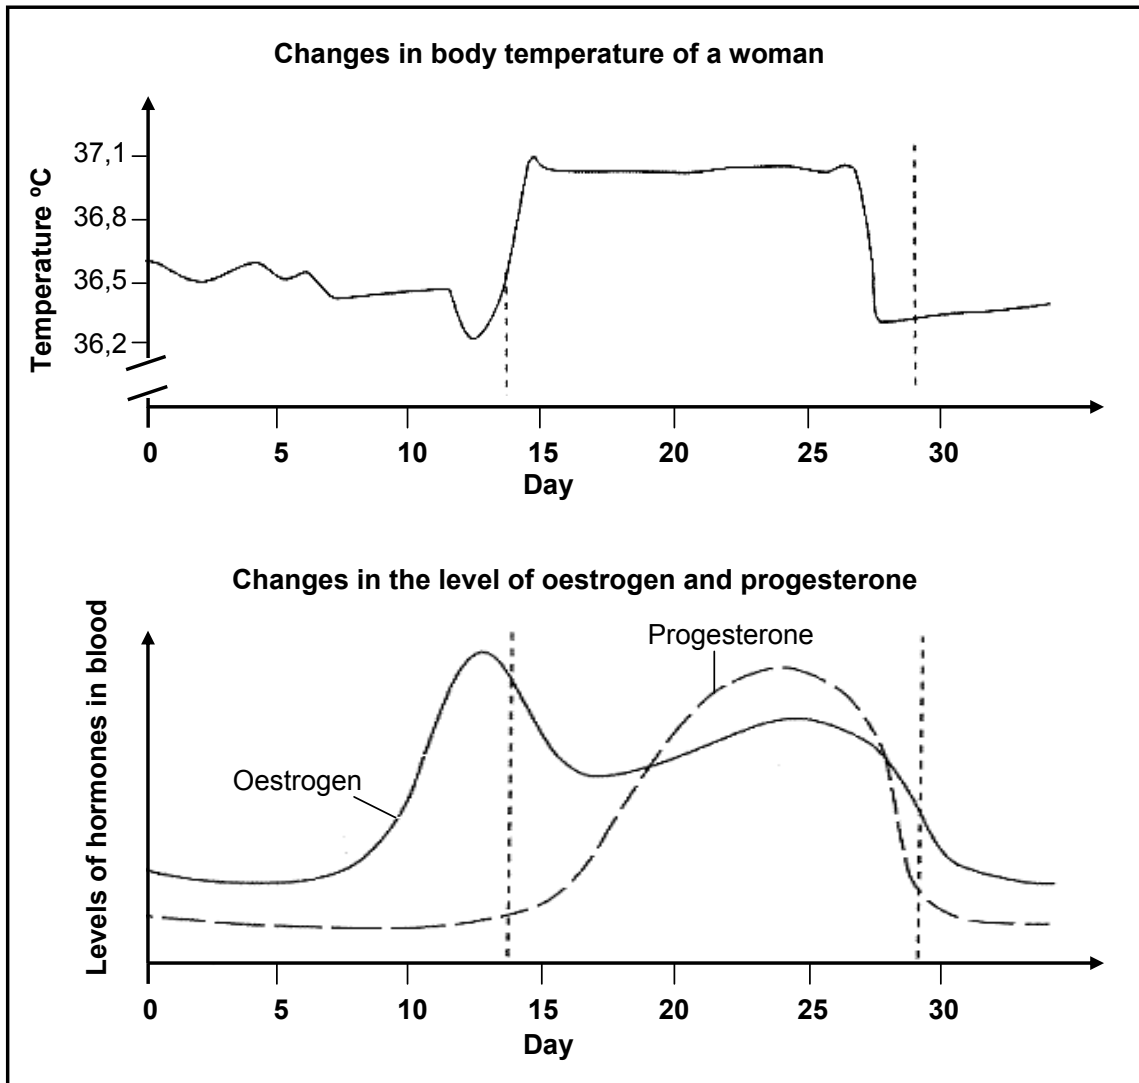 Changes in body temperature of a woman
Temperature ºC
37,1
36,8
36,5
36,2
0 5 10 15 20 25 30
Day
Changes in the level of oestrogen and progesterone
Levels of hormones in blood
Progesterone
Oestrogen
0 5 10 15 20 25 30
Day